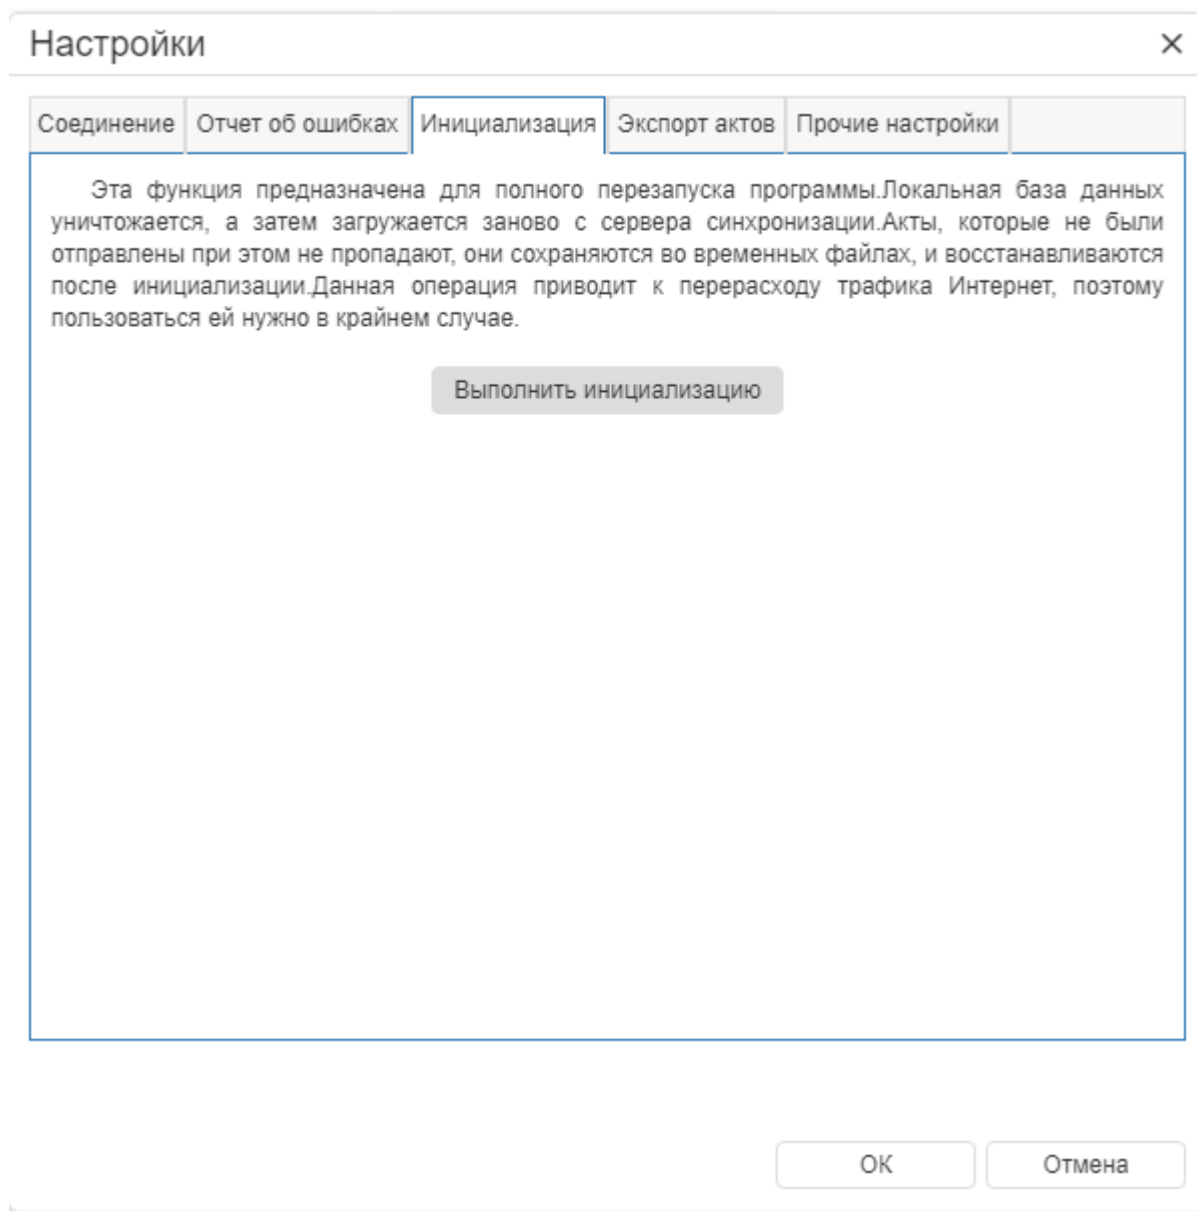 Настройки
Соединение Отчет об ошибках Инициализация Экспорт актов Прочие настройки
Эта функция предназначена для полного перезапуска программы.Локальная база данных
уничтожается, а затем загружается заново с сервера синхронизации.Акты, которые не были
отправлены при этом не пропадают, они сохраняются во временных файлах, и восстанавливаются
после инициализации.Данная операция приводит к перерасходу трафика Интернет, поэтому
пользоваться ей нужно в крайнем случае.
Выполнить инициализацию
ОК Отмена